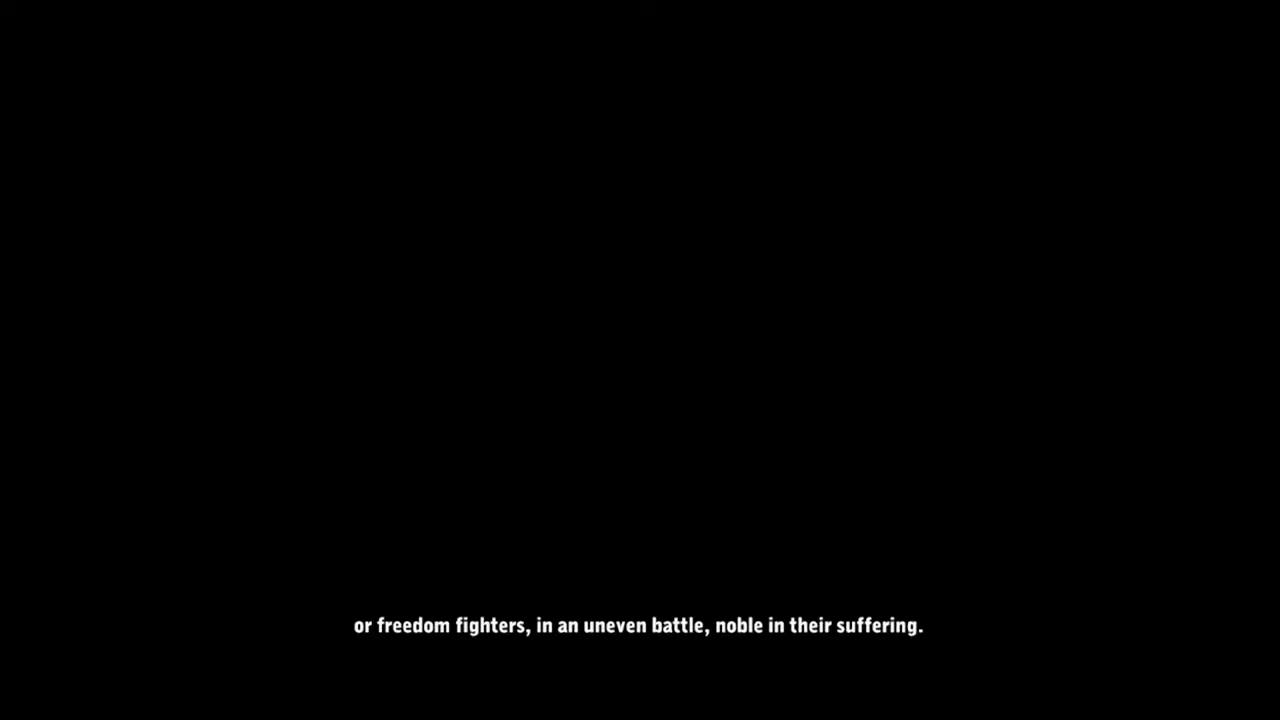 or freedom fighters, in an uneven battle, noble in their suffering.